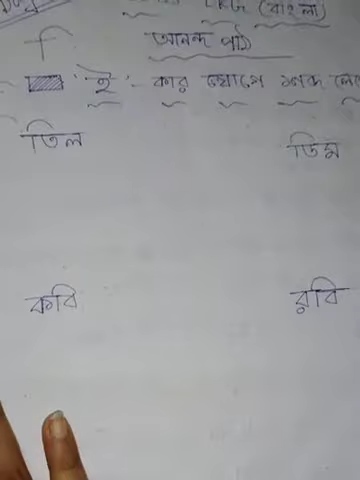 (বাংলা)
আনন্দ পাঠ
'ই' - কার যোগে শব্দ
তিল ডিম
কবি রবি